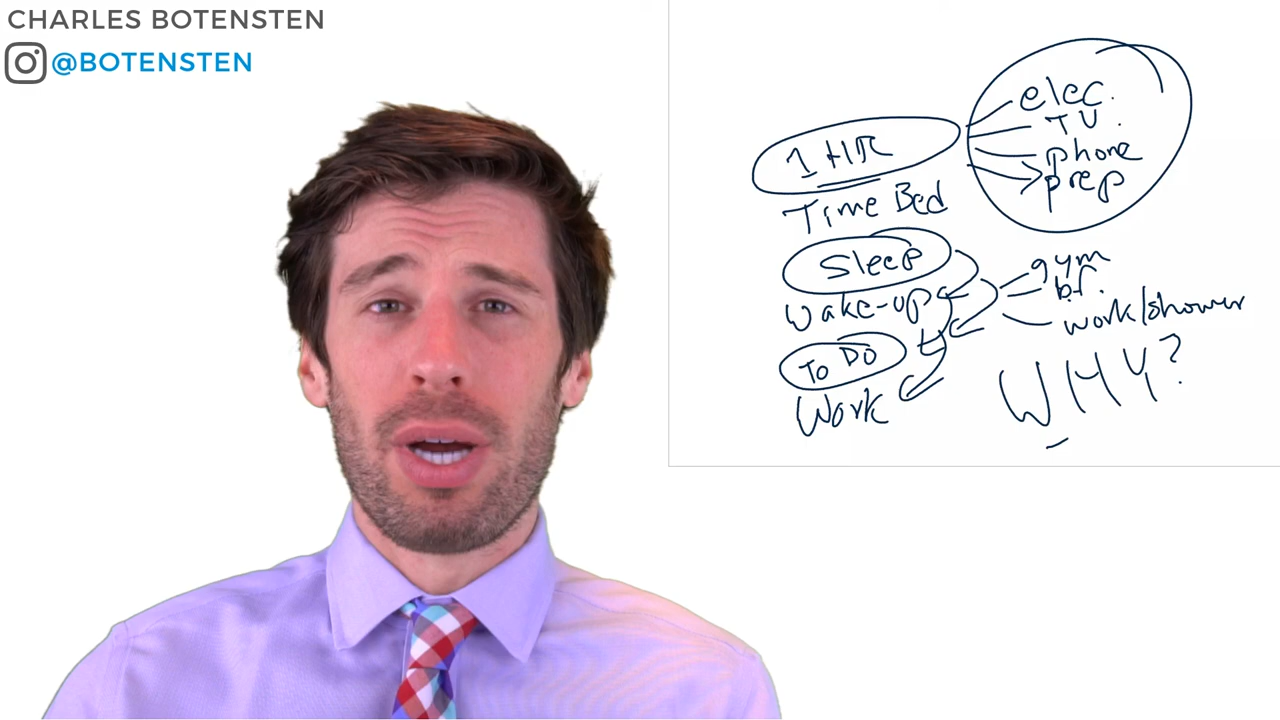 CHARLES BOTENSTEN
@BOTENSTEN
1 HR
elec.
TV.
phone
prep
Time Bed
Sleep
wake-up
gym
b.f.
work/shower
To Do
Work
WHY?